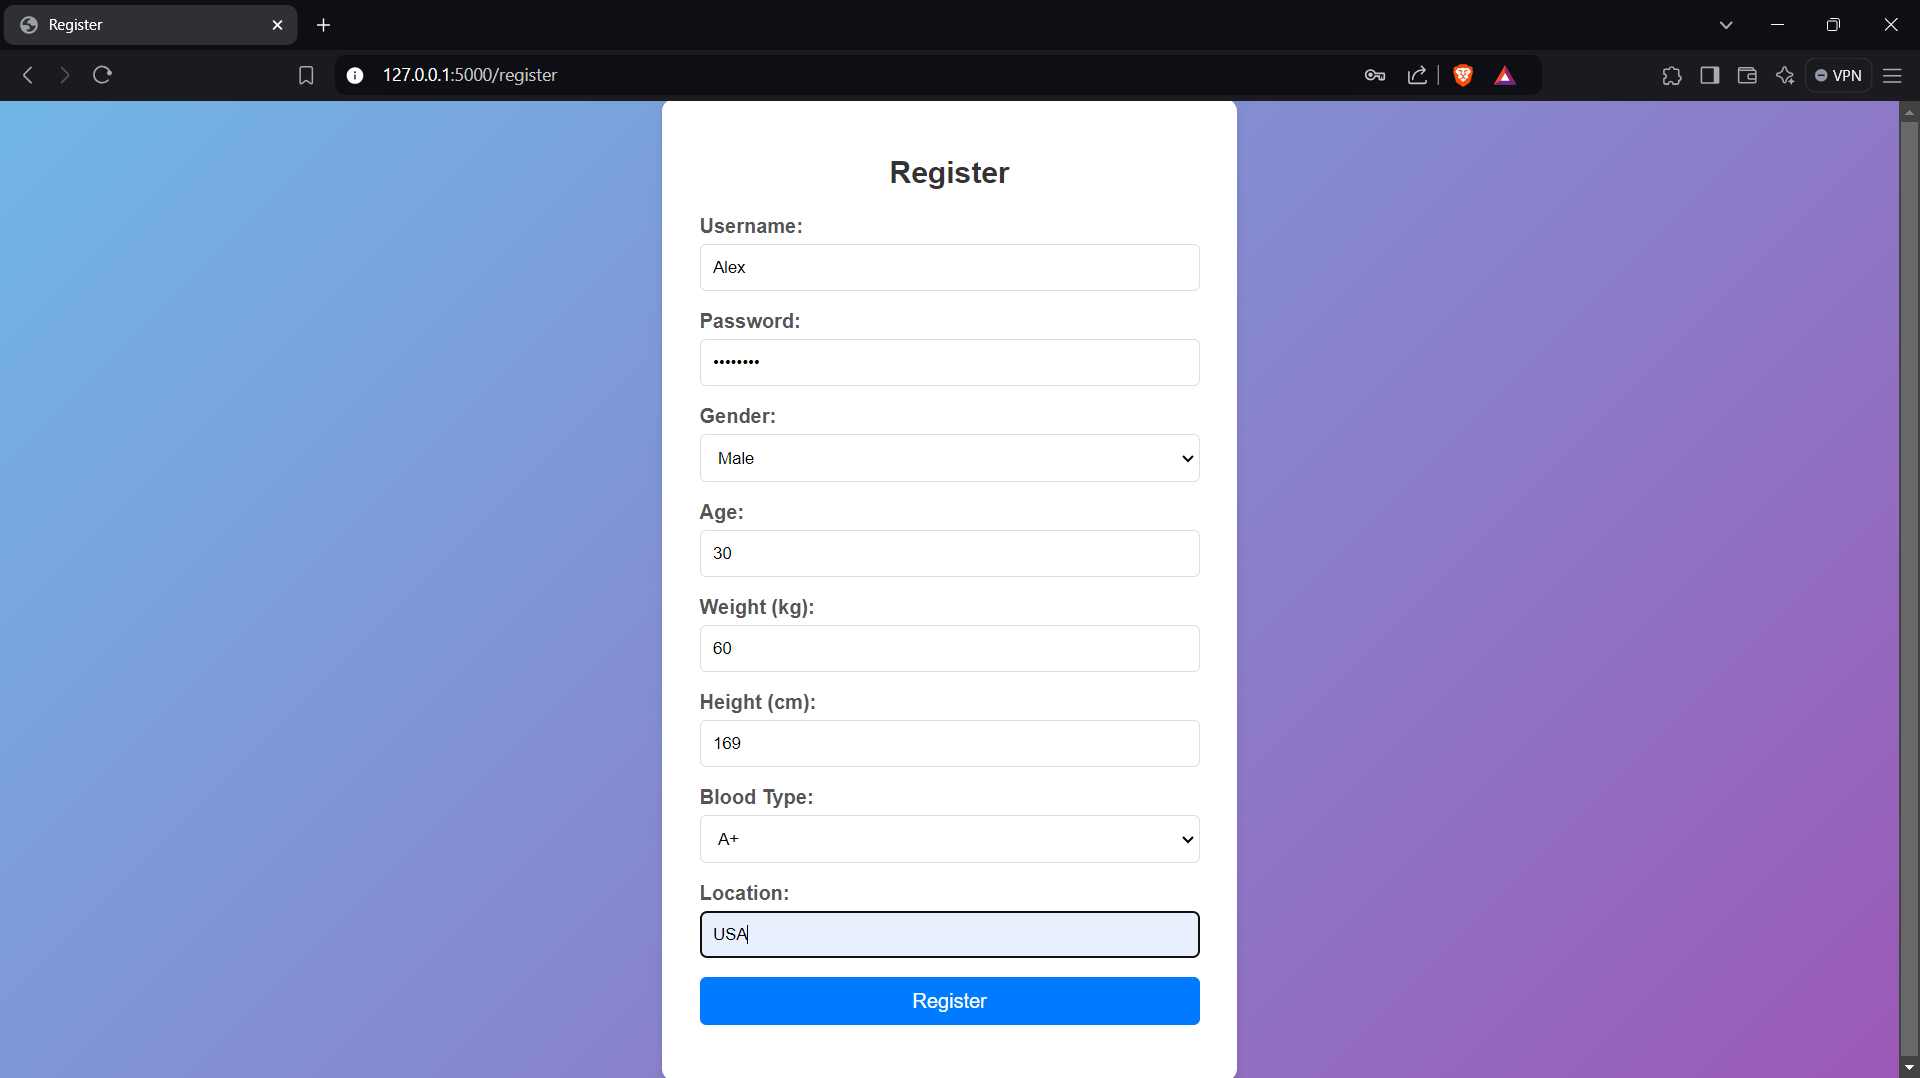 Register
127.0.0.1:5000/register
VPN
Register
Username:
Alex
Password:
••••••••
Gender:
Male
Age:
30
Weight (kg):
60
Height (cm):
169
Blood Type:
A+
Location:
USA
Register